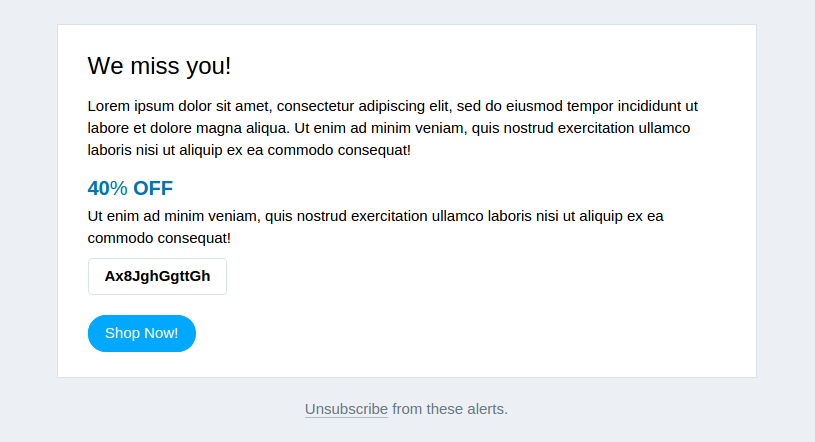 We miss you!
Lorem ipsum dolor sit amet, consectetur adipiscing elit, sed do eiusmod tempor incididunt ut
labore et dolore magna aliqua. Ut enim ad minim veniam, quis nostrud exercitation ullamco
laboris nisi ut aliquip ex ea commodo consequat!
40% OFF
Ut enim ad minim veniam, quis nostrud exercitation ullamco laboris nisi ut aliquip ex ea
commodo consequat!
Ax8JghGgttGh
Shop Now!
Unsubscribe from these alerts.